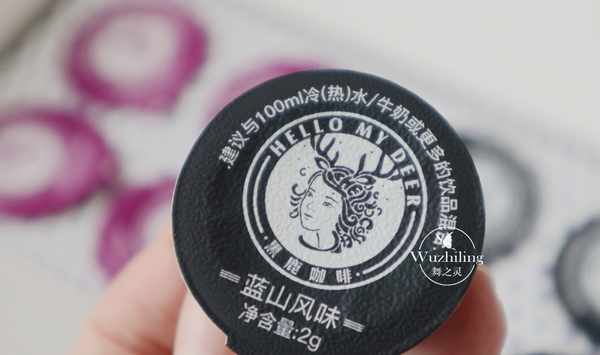 ·建议与100ml冷(热)水/牛奶或更多的饮品混
HELLO MY DEER
·黑鹿咖啡·
蓝山风味
净含量:2g
Wuzhiling
舞之灵